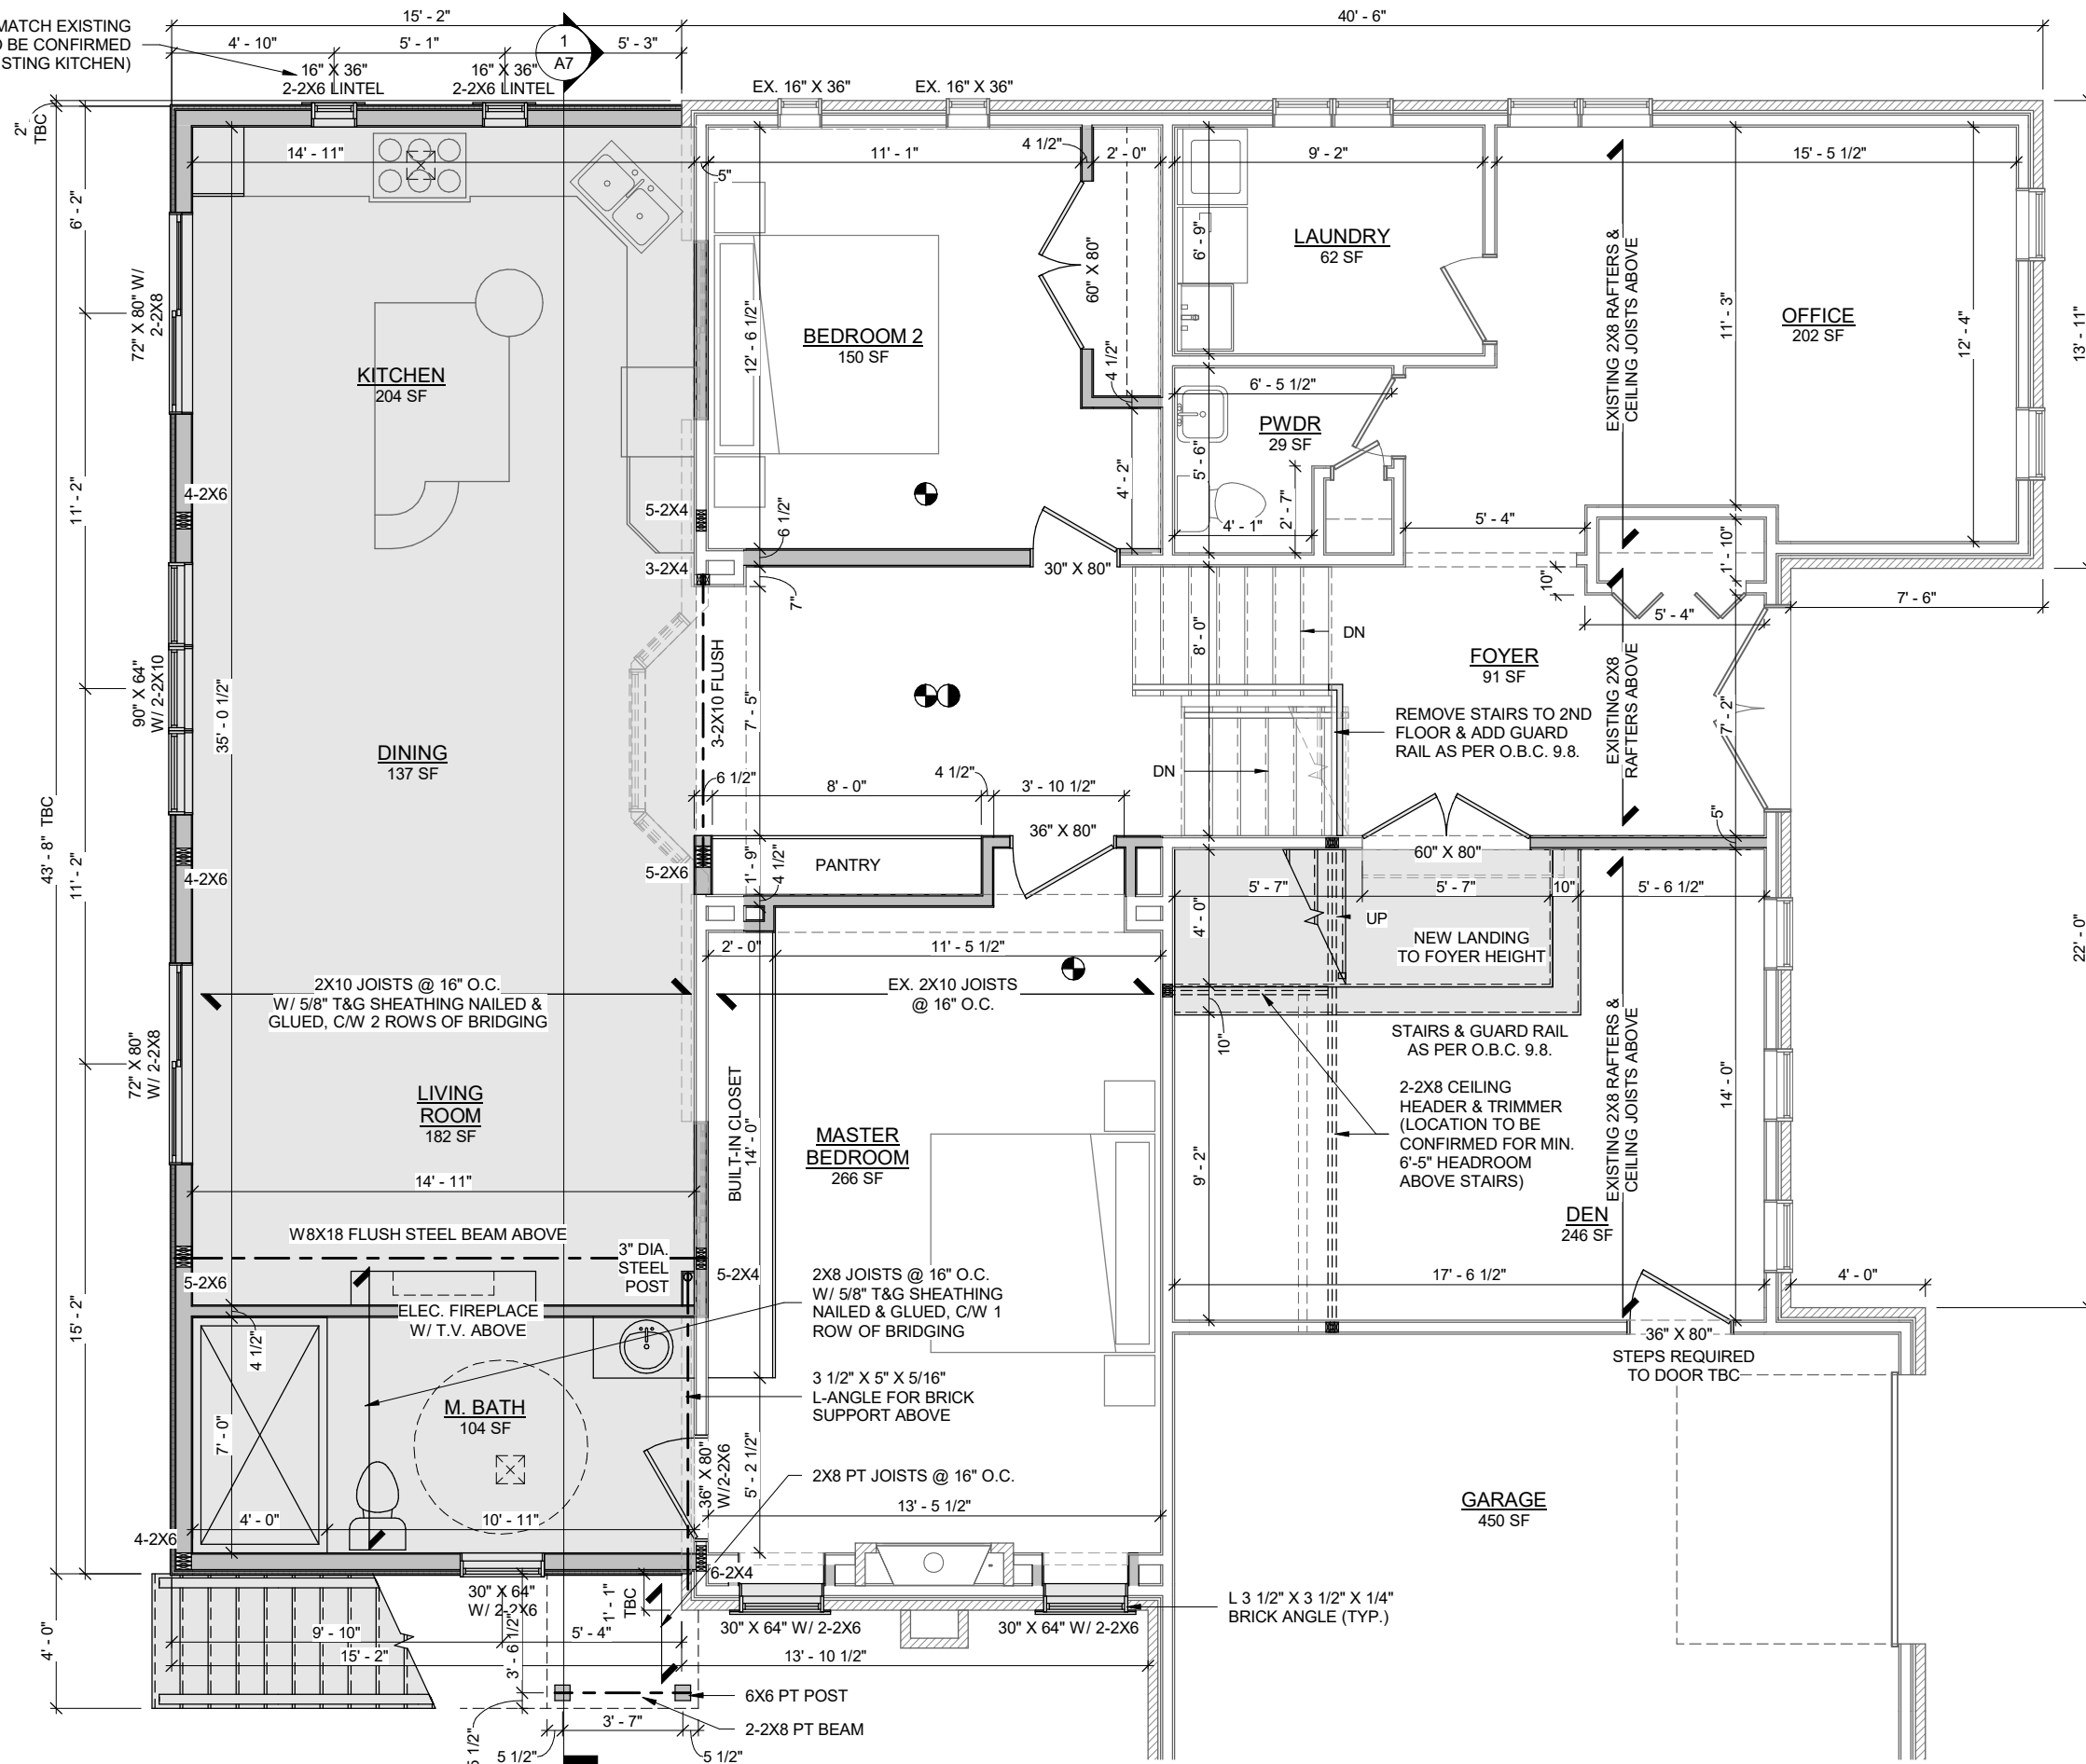 MATCH EXISTING
BE CONFIRMED
STING KITCHEN)
15' - 2"
40' - 6"
4' - 10"
5' - 1"
5' - 3"
1
A7
16" X 36"
2-2X6 LINTEL
16" X 36"
2-2X6 LINTEL
EX. 16" X 36"
EX. 16" X 36"
2"
TBC
14' - 11"
5"
11' - 1"
4 1/2"
2' - 0"
9' - 2"
15' - 5 1/2"
6' - 2"
72" X 80" W/
2-2X8
KITCHEN
204 SF
12' - 6 1/2"
BEDROOM 2
150 SF
60" X 80"
4 1/2"
6' - 9"
LAUNDRY
62 SF
EXISTING 2X8 RAFTERS &
CEILING JOISTS ABOVE
11' - 3"
OFFICE
202 SF
12' - 4"
13' - 11"
6' - 5 1/2"
PWDR
29 SF
5' - 6"
4' - 2"
2' - 7"
4' - 1"
5' - 4"
1' - 10"
11' - 2"
4-2X6
5-2X4
6 1/2"
3-2X4
30" X 80"
7"
10"
5' - 4"
7' - 6"
90" X 64"
W/ 2-2X10
35' - 0 1/2"
3-2X10 FLUSH
7' - 5"
8' - 0"
DN
FOYER
91 SF
EXISTING 2X8
RAFTERS ABOVE
7' - 2"
REMOVE STAIRS TO 2ND
FLOOR & ADD GUARD
RAIL AS PER O.B.C. 9.8.
DINING
137 SF
DN
6 1/2"
8' - 0"
4 1/2"
3' - 10 1/2"
36" X 80"
5"
43' - 8" TBC
11' - 2"
4-2X6
5-2X6
1' - 9"
4 1/2"
PANTRY
60" X 80"
5' - 7"
5' - 7"
10"
5' - 6 1/2"
4' - 0"
UP
NEW LANDING
TO FOYER HEIGHT
22' - 0"
2' - 0"
11' - 5 1/2"
2X10 JOISTS @ 16" O.C.
W/ 5/8" T&G SHEATHING NAILED &
GLUED, C/W 2 ROWS OF BRIDGING
EX. 2X10 JOISTS
@ 16" O.C.
10"
STAIRS & GUARD RAIL
AS PER O.B.C. 9.8.
EXISTING 2X8 RAFTERS &
CEILING JOISTS ABOVE
14' - 0"
72" X 80"
W/ 2-2X8
LIVING
ROOM
182 SF
BUILT-IN CLOSET
14' - 0"
MASTER
BEDROOM
266 SF
9' - 2"
2-2X8 CEILING
HEADER & TRIMMER
(LOCATION TO BE
CONFIRMED FOR MIN.
6'-5" HEADROOM
ABOVE STAIRS)
14' - 11"
DEN
246 SF
W8X18 FLUSH STEEL BEAM ABOVE
3" DIA.
STEEL
POST
5-2X6
5-2X4
2X8 JOISTS @ 16" O.C.
W/ 5/8" T&G SHEATHING
NAILED & GLUED, C/W 1
ROW OF BRIDGING
17' - 6 1/2"
4' - 0"
15' - 2"
ELEC. FIREPLACE
W/ T.V. ABOVE
4 1/2"
36" X 80"
STEPS REQUIRED
TO DOOR TBC
3 1/2" X 5" X 5/16"
L-ANGLE FOR BRICK
SUPPORT ABOVE
M. BATH
104 SF
7' - 0"
36" X 80"
W/2-2X6
5' - 2 1/2"
2X8 PT JOISTS @ 16" O.C.
13' - 5 1/2"
GARAGE
450 SF
4' - 0"
10' - 11"
4-2X6
6-2X4
30" X 64"
W/ 2-2X6
1' - 1"
TBC
L 3 1/2" X 3 1/2" X 1/4"
BRICK ANGLE (TYP.)
30" X 64" W/ 2-2X6
30" X 64" W/ 2-2X6
4' - 0"
9' - 10"
5' - 4"
15' - 2"
3' - 6 1/2"
13' - 10 1/2"
6X6 PT POST
2-2X8 PT BEAM
3' - 7"
5 1/2"
5 1/2"